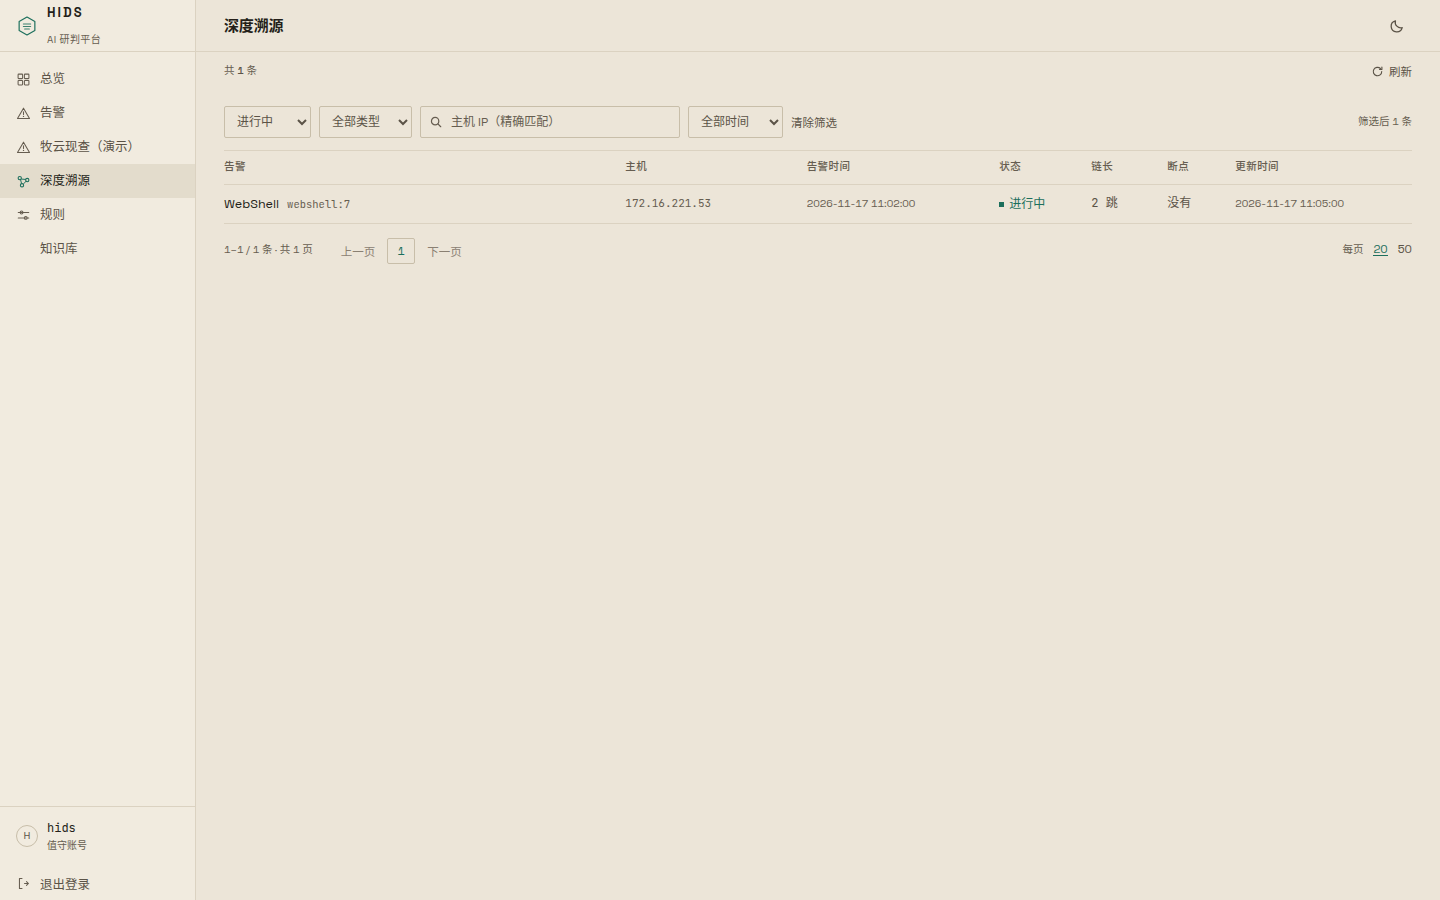 HIDS
AI 研判平台
总览
告警
牧云现查（演示）
深度溯源
规则
知识库
H
hids
值守账号
退出登录
深度溯源
共 1 条
刷新
进行中 全部类型 主机 IP（精确匹配） 全部时间 清除筛选 筛选后 1 条
告警 主机 告警时间 状态 链长 断点 更新时间
WebShell webshell:7 172.16.221.53 2026-11-17 11:02:00 进行中 2 跳 没有 2026-11-17 11:05:00
1–1 / 1 条 · 共 1 页 上一页 1 下一页 每页 20 50